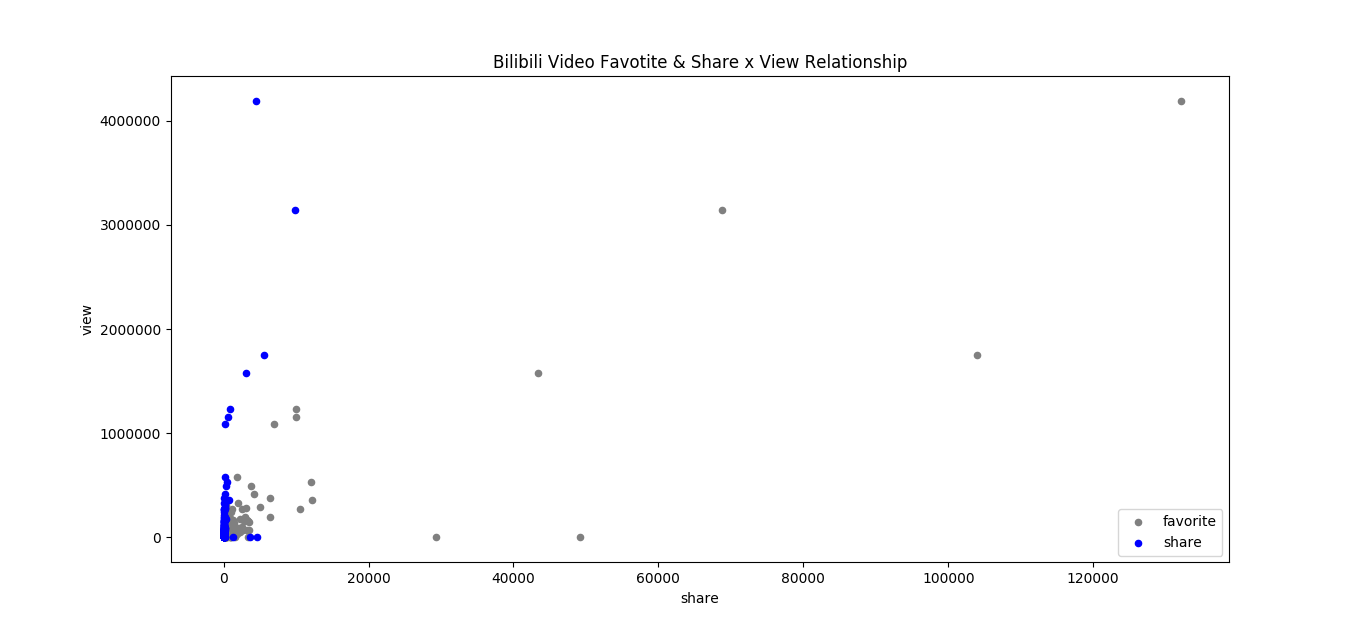 Bilibili Video Favotite & Share x View Relationship
view
4000000
3000000
2000000
1000000
0
0 20000 40000 60000 80000 100000 120000
share
favorite
share